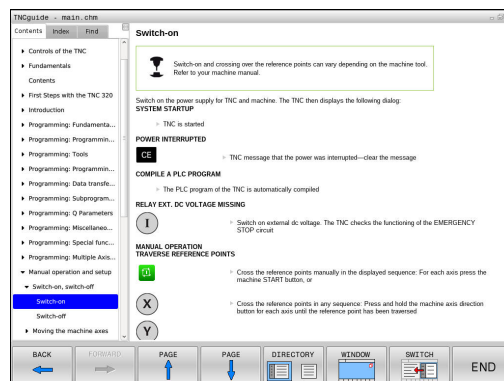 TNCguide - main.chm
Contents Index Find
Controls of the TNC
Fundamentals
Contents
First Steps with the TNC 320
Introduction
Programming: Fundamenta...
Programming: Programmin...
Programming: Tools
Programming: Programmin...
Programming: Data transfe...
Programming: Subprogram...
Programming: Q Parameters
Programming: Miscellaneo...
Programming: Special func...
Programming: Multiple Axis...
Manual operation and setup
Switch-on, switch-off
Switch-on
Switch-off
Moving the machine axes
Switch-on
Switch-on and crossing over the reference points can vary depending on the machine tool.
Refer to your machine manual.
Switch on the power supply for TNC and machine. The TNC then displays the following dialog:
SYSTEM STARTUP
TNC is started
POWER INTERRUPTED
CE
TNC message that the power was interrupted—clear the message
COMPILE A PLC PROGRAM
The PLC program of the TNC is automatically compiled
RELAY EXT. DC VOLTAGE MISSING
I
Switch on external dc voltage. The TNC checks the functioning of the EMERGENCY
STOP circuit
MANUAL OPERATION
TRAVERSE REFERENCE POINTS
Cross the reference points manually in the displayed sequence: For each axis press the
machine START button, or
X
Cross the reference points in any sequence: Press and hold the machine axis direction
button for each axis until the reference point has been traversed
Y
BACK FORWARD PAGE PAGE DIRECTORY WINDOW SWITCH END